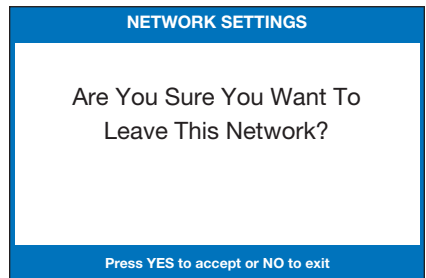 NETWORK SETTINGS
Are You Sure You Want To
Leave This Network?
Press YES to accept or NO to exit